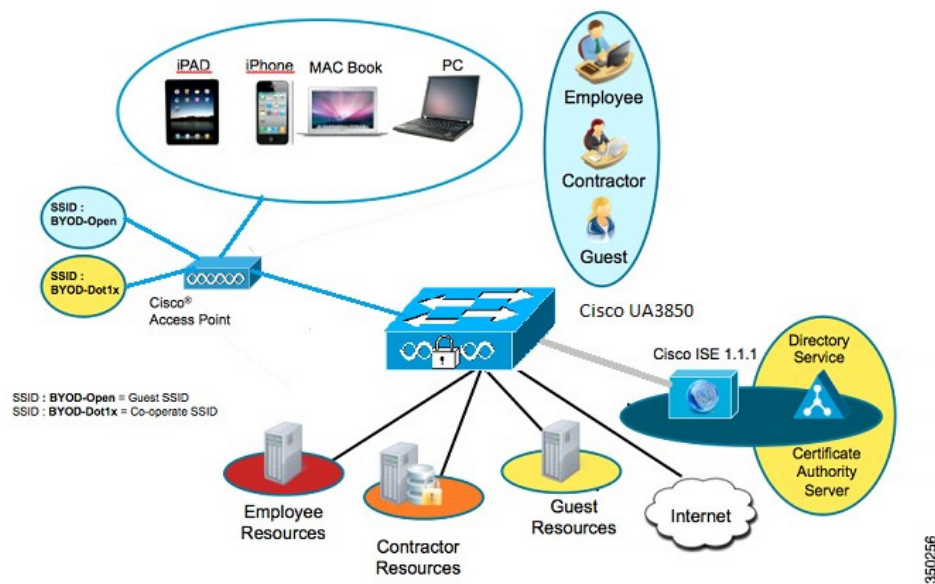 iPAD
iPhone
MAC Book
PC
Employee
Contractor
Guest
SSID :
BYOD-Open
SSID :
BYOD-Dot1x
Cisco®
Access Point
Cisco UA3850
Cisco ISE 1.1.1
Directory
Service
Certificate
Authority
Server
SSID : BYOD-Open = Guest SSID
SSID : BYOD-Dot1x = Co-operate SSID
Employee
Resources
Contractor
Resources
Guest
Resources
Internet
350256